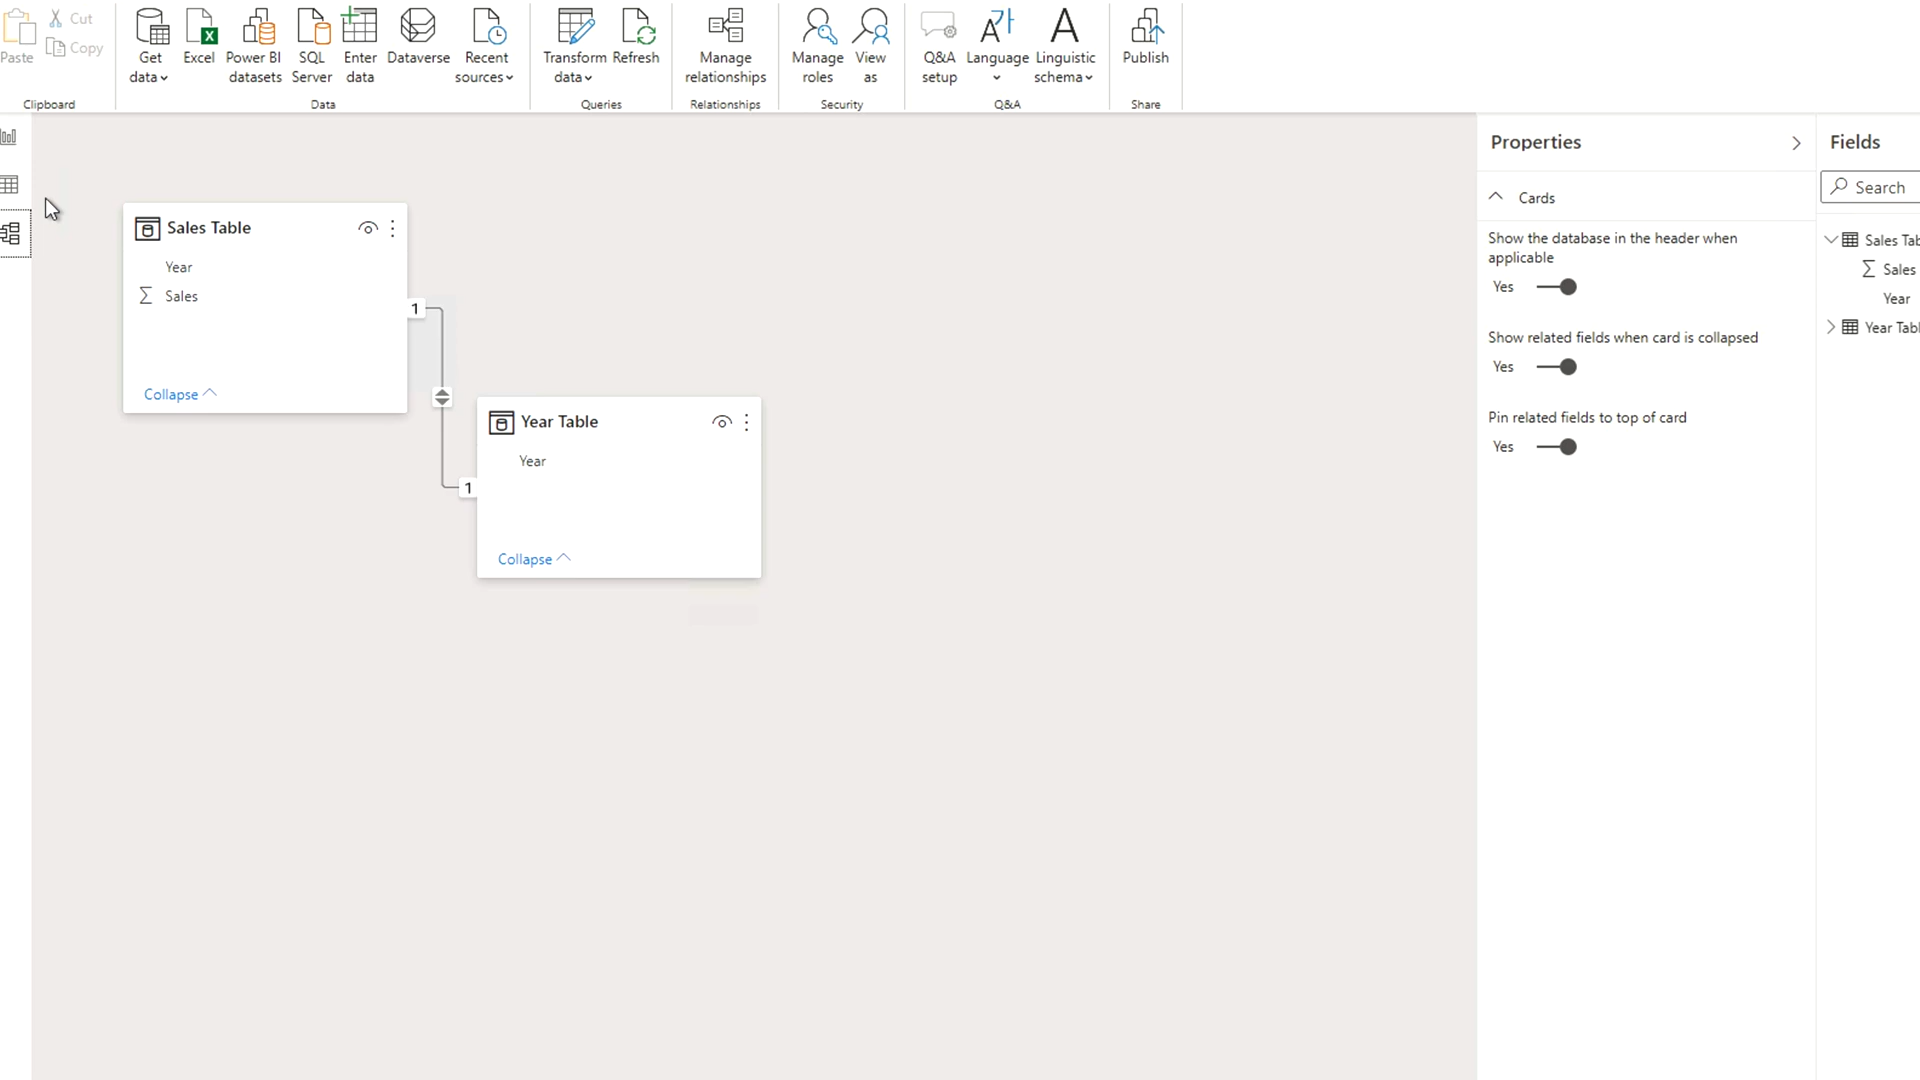 Paste
Cut
Copy
Clipboard
Get data
Excel
Power BI datasets
SQL Server
Enter data
Dataverse
Recent sources
Data
Transform data
Refresh
Queries
Manage relationships
Relationships
Manage roles
View as
Security
Q&A setup
Language
Linguistic schema
Q&A
Publish
Share
Sales Table
Year
Sales
Collapse
1
1
Year Table
Year
Collapse
Properties
Cards
Show the database in the header when
applicable
Yes
Show related fields when card is collapsed
Yes
Pin related fields to top of card
Yes
Fields
Search
Sales Tab
Sales
Year
Year Tabl